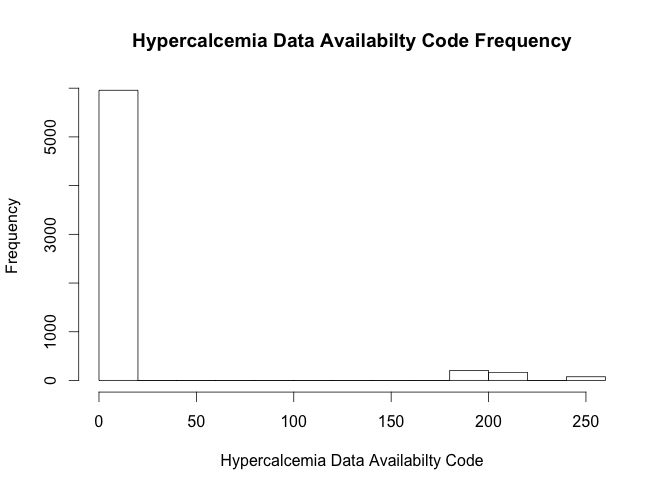 Hypercalcemia Data Availabilty Code Frequency
Frequency
5000
3000
1000
0
0 50 100 150 200 250
Hypercalcemia Data Availabilty Code